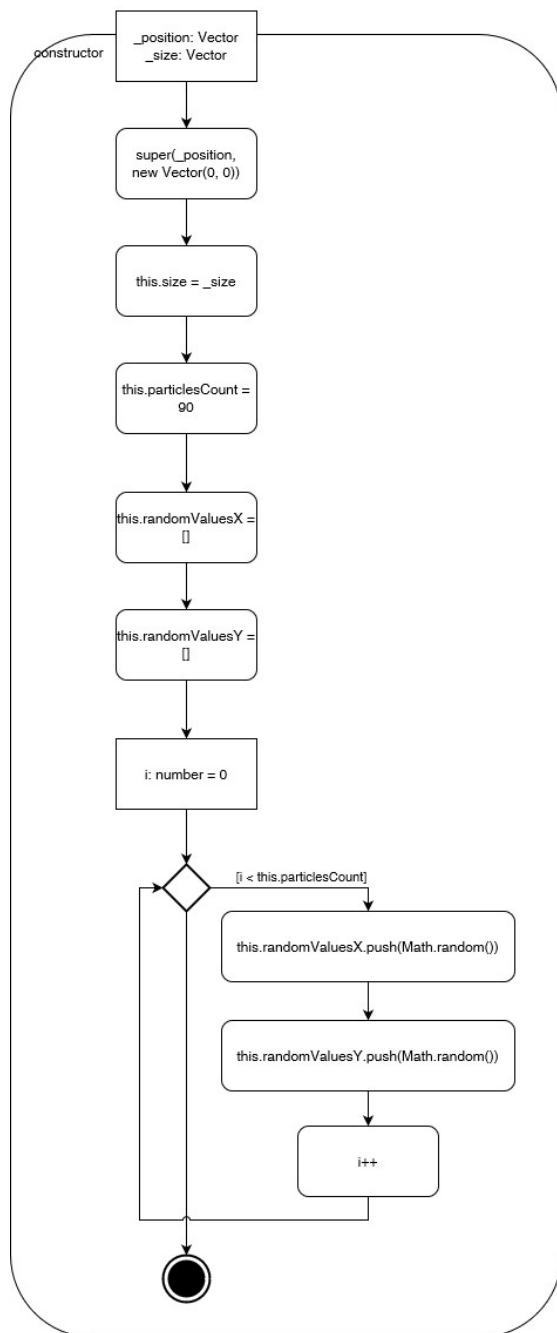 constructor
_position: Vector
_size: Vector
super(_position,
new Vector(0, 0))
this.size = _size
this.particlesCount =
90
this.randomValuesX =
[]
this.randomValuesY =
[]
i: number = 0
[i < this.particlesCount]
this.randomValuesX.push(Math.random())
this.randomValuesY.push(Math.random())
i++